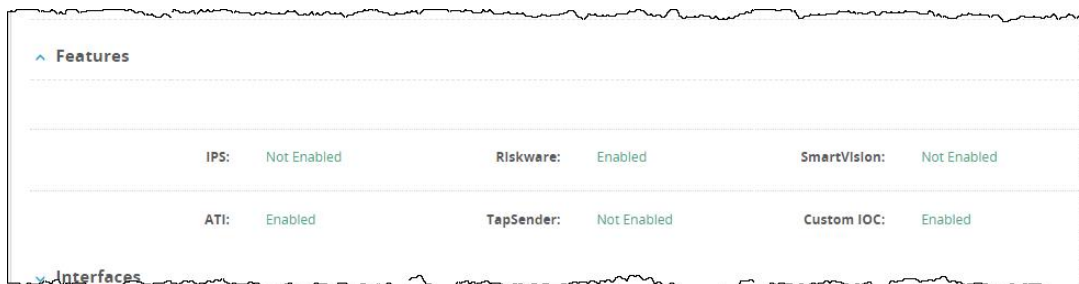 Features
IPS: Not Enabled Riskware: Enabled SmartVision: Not Enabled
ATI: Enabled TapSender: Not Enabled Custom IOC: Enabled
Interfaces